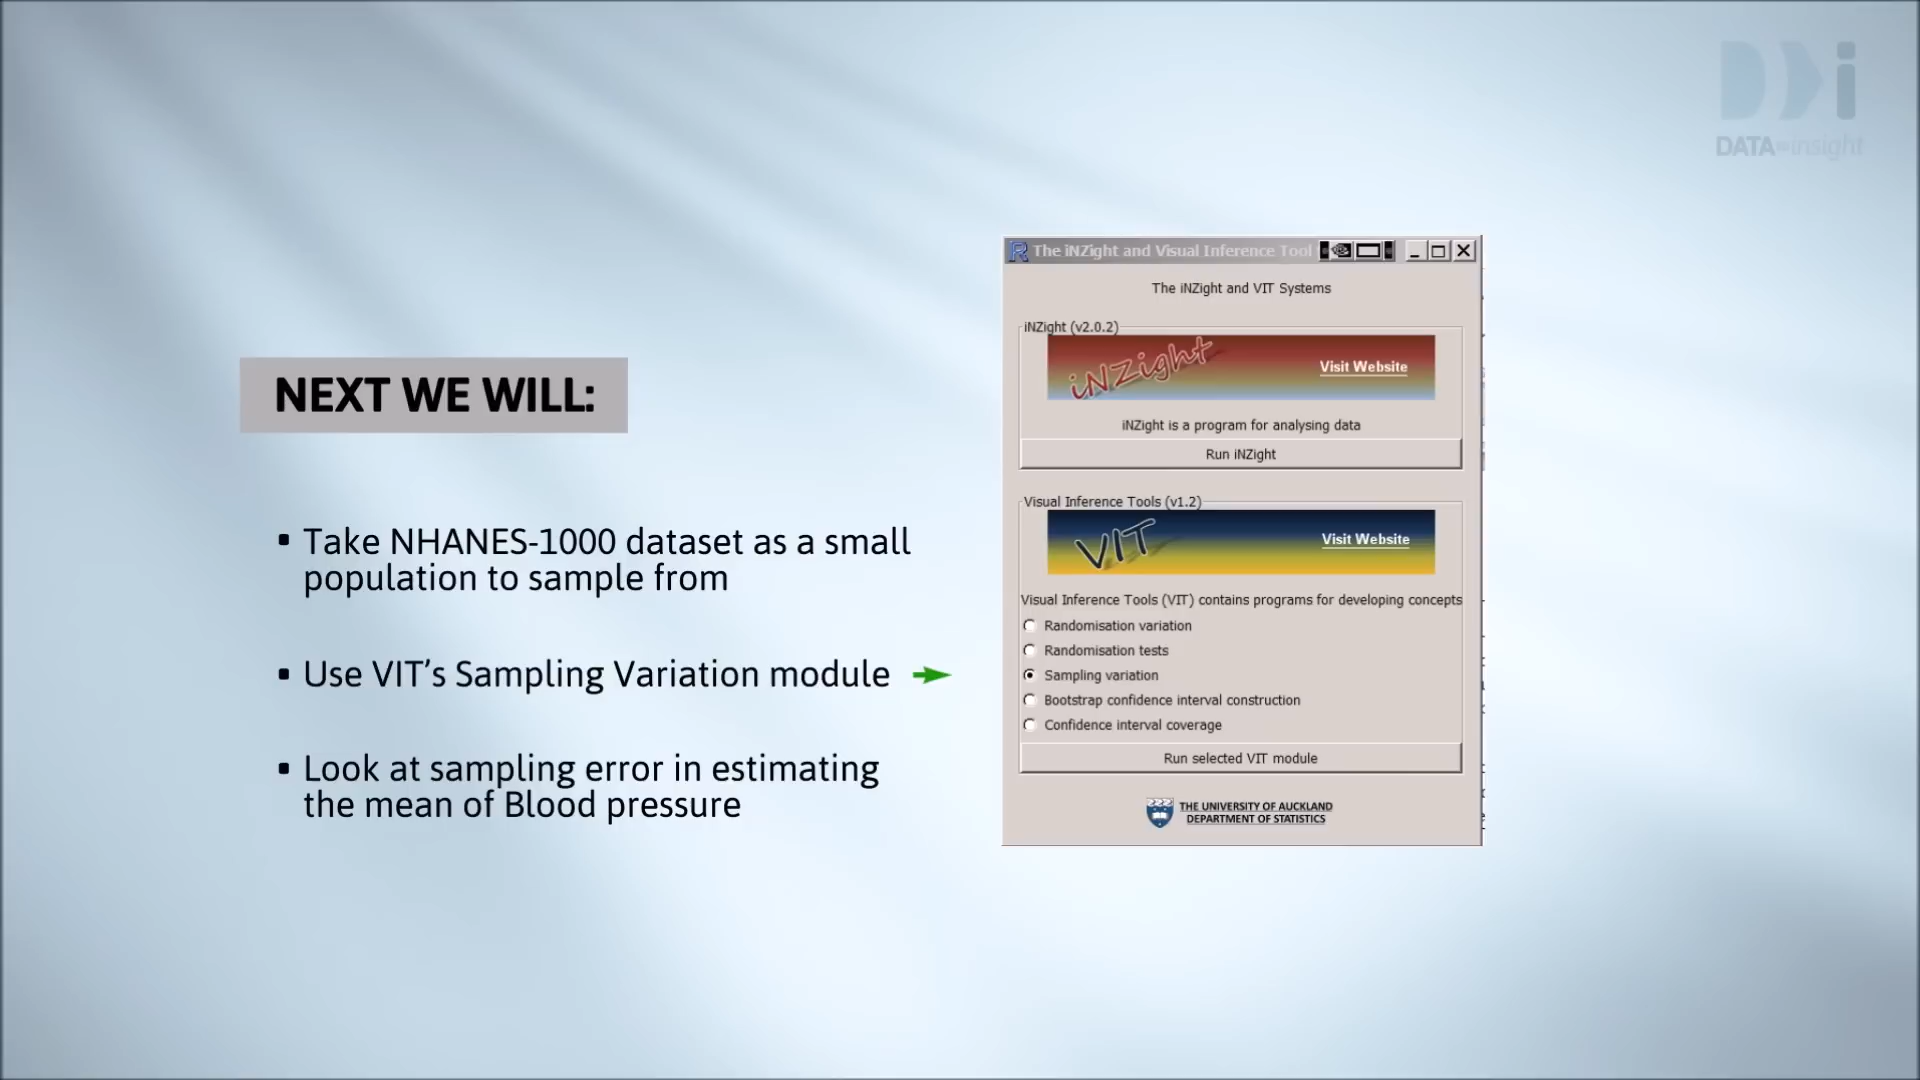 DATA to insight
NEXT WE WILL:
▪ Take NHANES-1000 dataset as a small
population to sample from
▪ Use VIT’s Sampling Variation module
▪ Look at sampling error in estimating
the mean of Blood pressure
The iNZight and Visual Inference Tool
The iNZight and VIT Systems
iNZight (v2.0.2)
iNZight
Visit Website
iNZight is a program for analysing data
Run iNZight
Visual Inference Tools (v1.2)
VIT
Visit Website
Visual Inference Tools (VIT) contains programs for developing concepts
Randomisation variation
Randomisation tests
Sampling variation
Bootstrap confidence interval construction
Confidence interval coverage
Run selected VIT module
THE UNIVERSITY OF AUCKLAND
DEPARTMENT OF STATISTICS